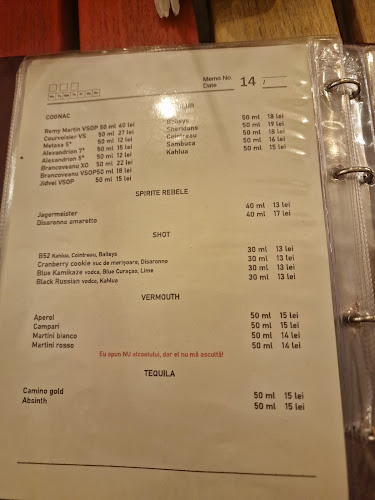 Memo No.
Date
14 /
Mo Tu We Th Fr Sa Su
COGNAC
Remy Martin VSOP 50 ml 40 lei
Courvoisier VS 50 ml 27 lei
Metaxa 5* 50 ml 12 lei
Alexandrion 7* 50 ml 15 lei
Alexandrion 5* 50 ml 12 lei
Brancoveanu XO 50 ml 22 lei
Brancoveanu VSOP 50 ml 18 lei
Jidvei VSOP 50 ml 15 lei
Baileys 50 ml 18 lei
Sheridans 50 ml 19 lei
Cointreau 50 ml 18 lei
Sambuca 50 ml 16 lei
Kahlua 50 ml 15 lei
SPIRITE REBELE
Jagermeister 40 ml 13 lei
Disaronno amaretto 40 ml 17 lei
SHOT
B52 Kahlua, Cointreau, Baileys 30 ml 13 lei
Cranberry cookie suc de merișoare, Disaronno 30 ml 13 lei
Blue Kamikaze vodca, Blue Curaçao, Lime 30 ml 13 lei
Black Russian vodca, Kahlua 30 ml 13 lei
VERMOUTH
Aperol 50 ml 15 lei
Campari 50 ml 15 lei
Martini bianco 50 ml 14 lei
Martini rosso 50 ml 14 lei
Eu spun NU alcoolului, dar el nu mă ascultă!
TEQUILA
Camino gold 50 ml 15 lei
Absinth 50 ml 15 lei